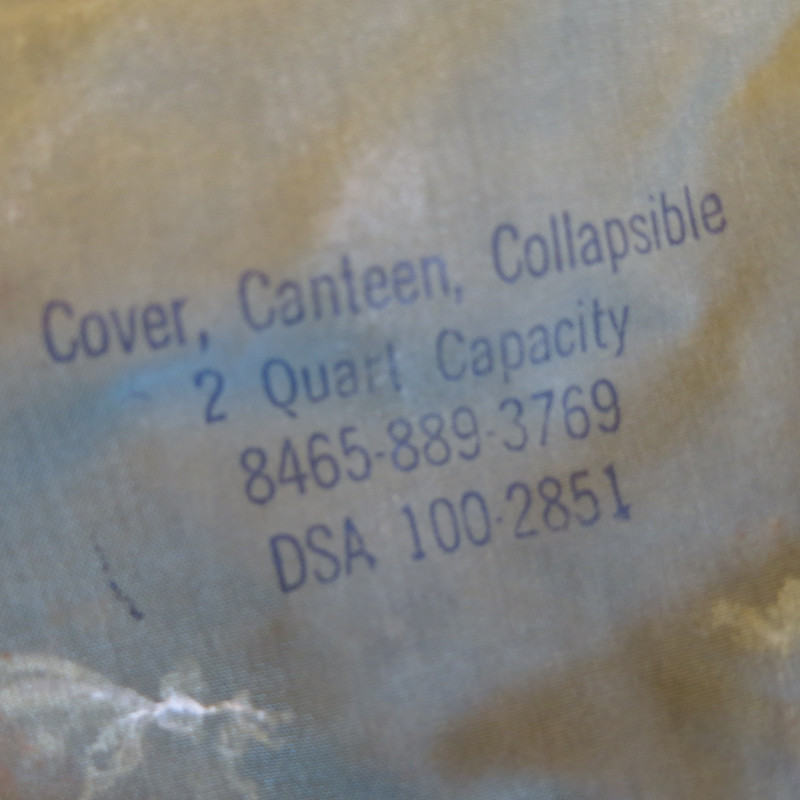 Cover, Canteen, Collapsible
2 Quart Capacity
8465-889-3769
DSA 100-2851